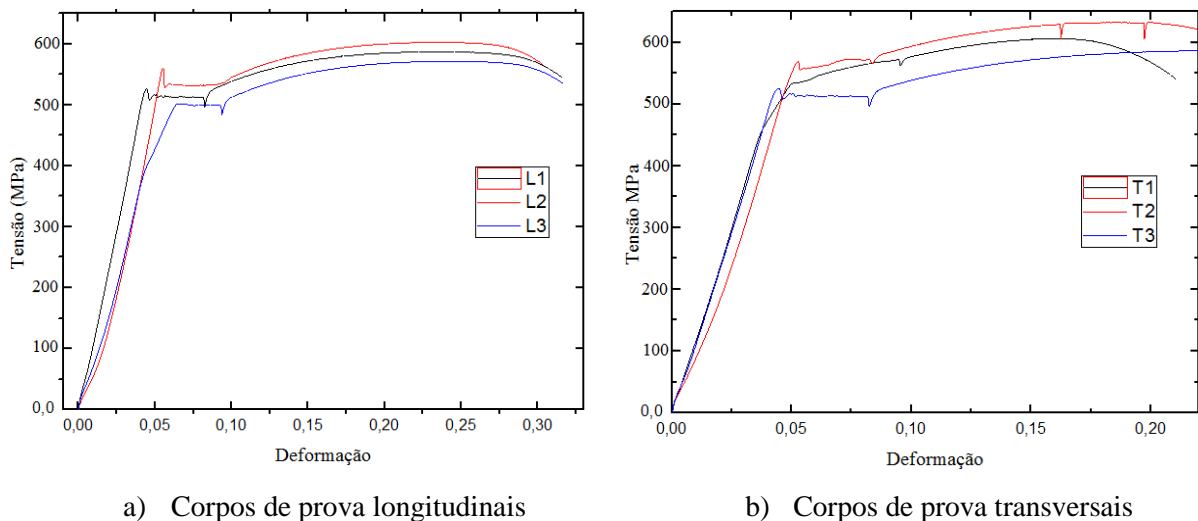 600
500
400
300
200
100
0,0
Tensão (MPa)
0,00
0,05
0,10
0,15
0,20
0,25
0,30
Deformação
L1
L2
L3
a) Corpos de prova longitudinais
600
500
400
300
200
100
0,0
Tensão MPa
0,00
0,05
0,10
0,15
0,20
Deformação
T1
T2
T3
b) Corpos de prova transversais